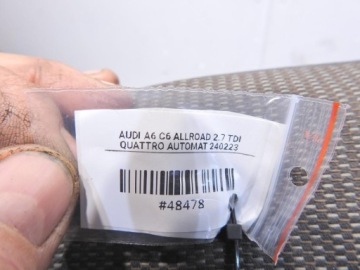 AUDI A6 C6 ALLROAD 2.7 TDI
QUATTRO AUTOMAT 240223
#48478